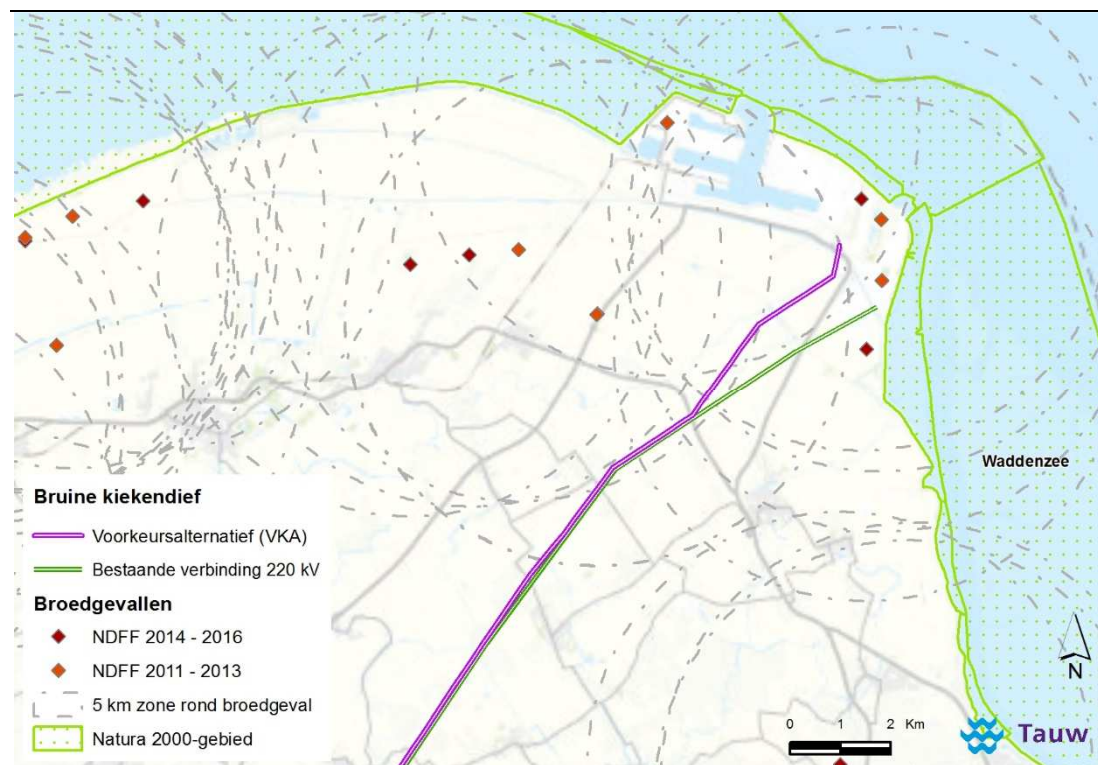 Waddenzee
Bruine kiekendief
Voorkeursalternatief (VKA)
Bestaande verbinding 220 kV
Broedgevallen
NDFF 2014 - 2016
NDFF 2011 - 2013
5 km zone rond broedgeval
Natura 2000-gebied
0 1 2 Km
N
Tauw